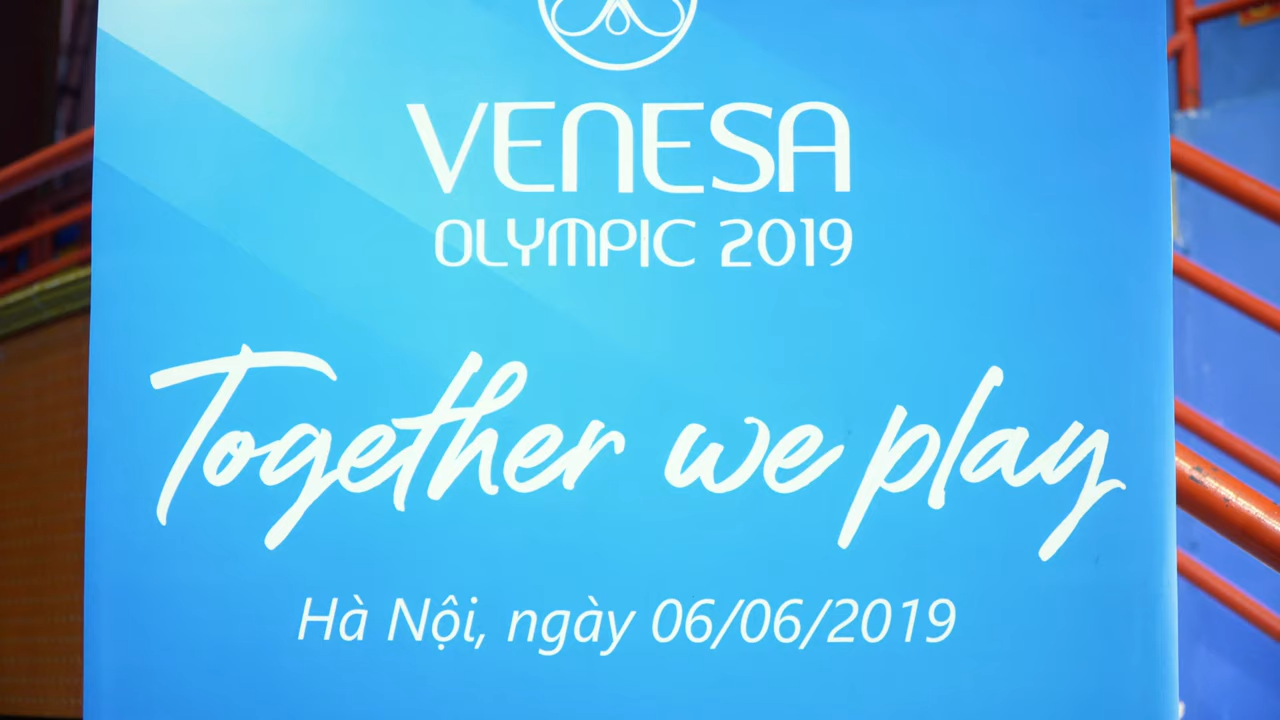 VENESA
OLYMPIC 2019
Together we play
Hà Nội, ngày 06/06/2019